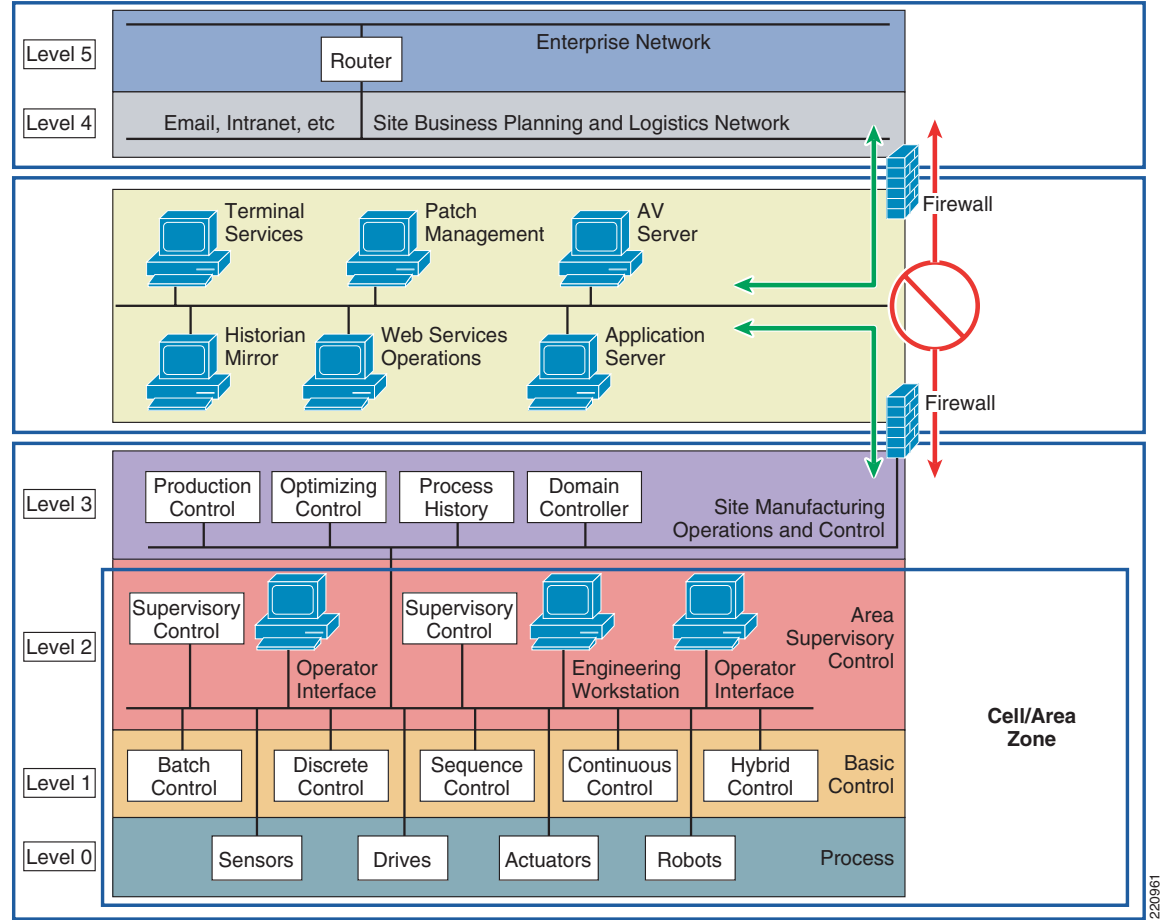 Level 5
Enterprise Network
Router
Level 4
Email, Intranet, etc
Site Business Planning and Logistics Network
Firewall
Terminal
Services
Patch
Management
AV
Server
Historian
Mirror
Web Services
Operations
Application
Server
Firewall
Level 3
Production
Control
Optimizing
Control
Process
History
Domain
Controller
Site Manufacturing
Operations and Control
Level 2
Supervisory
Control
Operator
Interface
Supervisory
Control
Engineering
Workstation
Operator
Interface
Area
Supervisory
Control
Cell/Area
Zone
Level 1
Batch
Control
Discrete
Control
Sequence
Control
Continuous
Control
Hybrid
Control
Basic
Control
Level 0
Sensors
Drives
Actuators
Robots
Process
220961